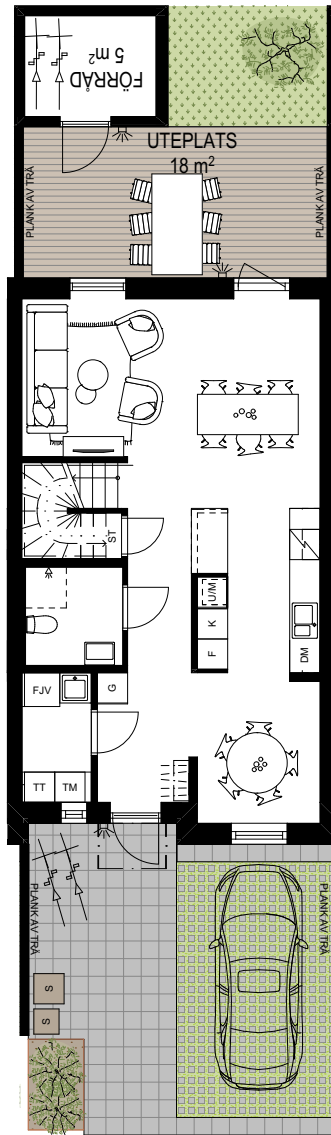 FÖRRÅD
5 m²
UTEPLATS
18 m²
PLANK AV TRÄ
PLANK AV TRÄ
ST
U/M
K
F
DM
FJV
G
TT
TM
PLANK AV TRÄ
PLANK AV TRÄ
S
S